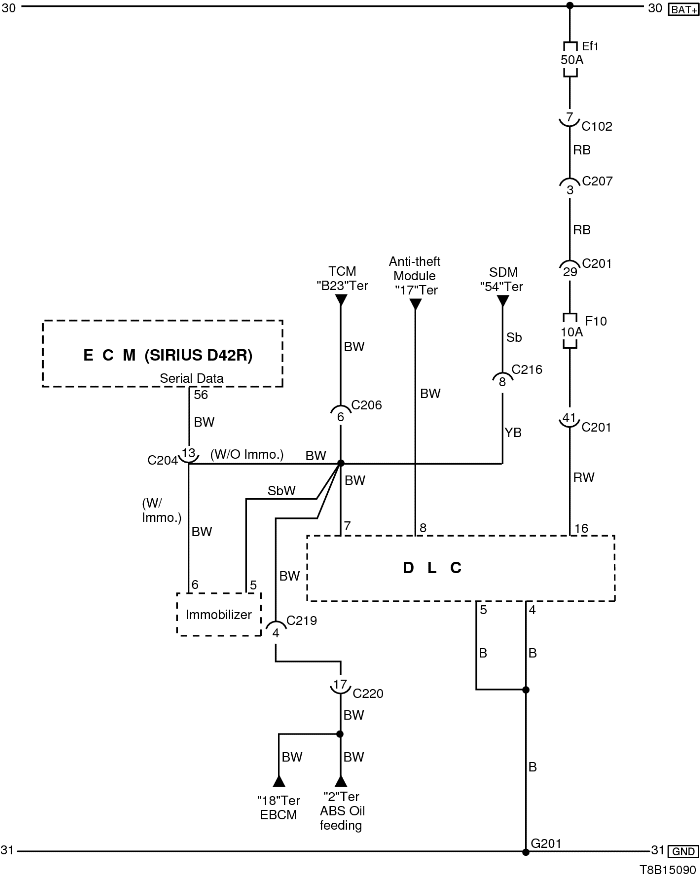 30
30 BAT+
Ef1
50A
7
C102
RB
C207
3
RB
C201
29
F10
10A
41
C201
RW
16
TCM
"B23"Ter
BW
C206
6
Anti-theft
Module
"17"Ter
BW
8
SDM
"54"Ter
Sb
C216
8
YB
E C M (SIRIUS D42R)
Serial Data
56
BW
13
C204
(W/O Immo.)
BW
BW
7
SbW
(W/
Immo.)
BW
6
5
Immobilizer
BW
C219
4
17
C220
BW
BW
BW
"18"Ter
EBCM
"2"Ter
ABS Oil
feeding
D L C
5
4
B
B
B
G201
31
31 GND
T8B15090